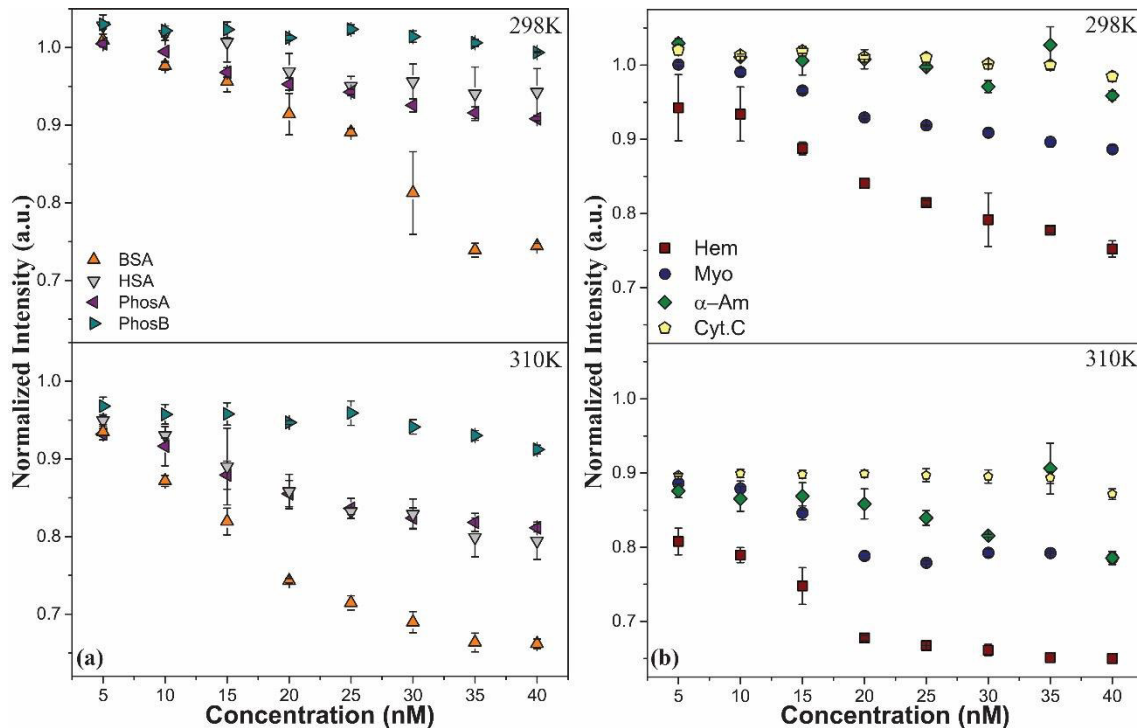 298K
1.0
0.9
0.8
0.7
BSA
HSA
PhosA
PhosB
Normalized Intensity (a.u.)
310K
1.0
0.9
0.8
0.7
(a)
5 10 15 20 25 30 35 40
Concentration (nM)
298K
1.0
0.9
0.8
0.7
Hem
Myo
α–Am
Cyt.C
Normalized Intensity (a.u.)
310K
1.0
0.9
0.8
0.7
(b)
5 10 15 20 25 30 35 40
Concentration (nM)